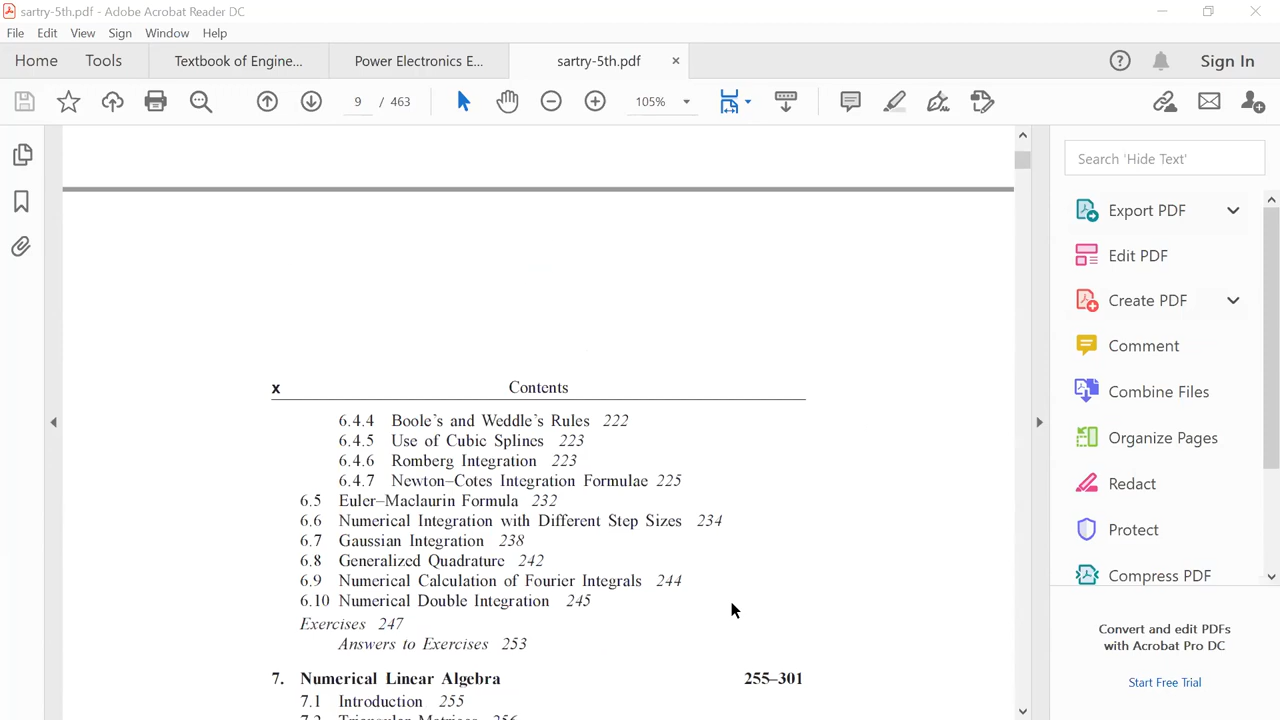 sartry-5th.pdf - Adobe Acrobat Reader DC
File Edit View Sign Window Help
Home Tools Textbook of Engine... Power Electronics E... sartry-5th.pdf × Sign In
9 / 463 105%
Search 'Hide Text'
Export PDF
Edit PDF
Create PDF
Comment
Combine Files
Organize Pages
Redact
Protect
Compress PDF
Convert and edit PDFs
with Acrobat Pro DC
Start Free Trial
x Contents
6.4.4 Boole's and Weddle's Rules 222
6.4.5 Use of Cubic Splines 223
6.4.6 Romberg Integration 223
6.4.7 Newton–Cotes Integration Formulae 225
6.5 Euler–Maclaurin Formula 232
6.6 Numerical Integration with Different Step Sizes 234
6.7 Gaussian Integration 238
6.8 Generalized Quadrature 242
6.9 Numerical Calculation of Fourier Integrals 244
6.10 Numerical Double Integration 245
Exercises 247
Answers to Exercises 253
7. Numerical Linear Algebra 255–301
7.1 Introduction 255
7.2 Triangular Matrices 256